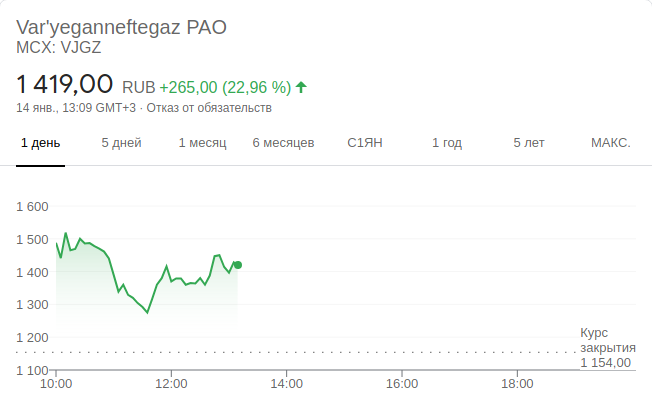 Var'yeganneftegaz PAO
MCX: VJGZ
1 419,00 RUB +265,00 (22,96 %)
14 янв., 13:09 GMT+3 · Отказ от обязательств
1 день 5 дней 1 месяц 6 месяцев С1ЯН 1 год 5 лет МАКС.
1 600
1 500
1 400
1 300
1 200
Курс
закрытия
1 154,00
1 100
10:00 12:00 14:00 16:00 18:00